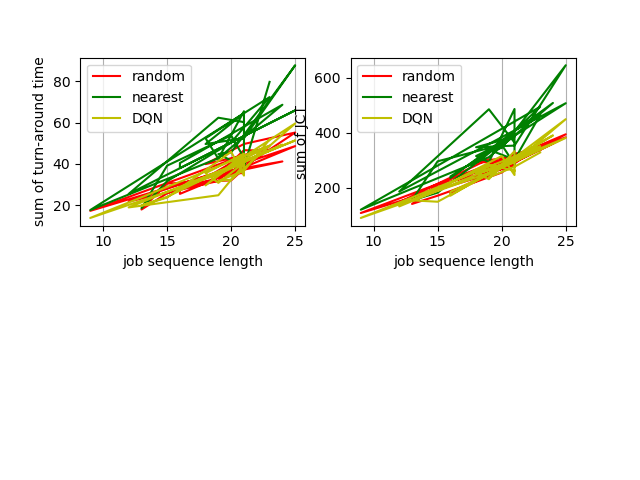 random
nearest
DQN
80
60
40
20
10
15
20
25
job sequence length
sum of turn-around time
random
nearest
DQN
600
400
200
10
15
20
25
job sequence length
sum of JCT